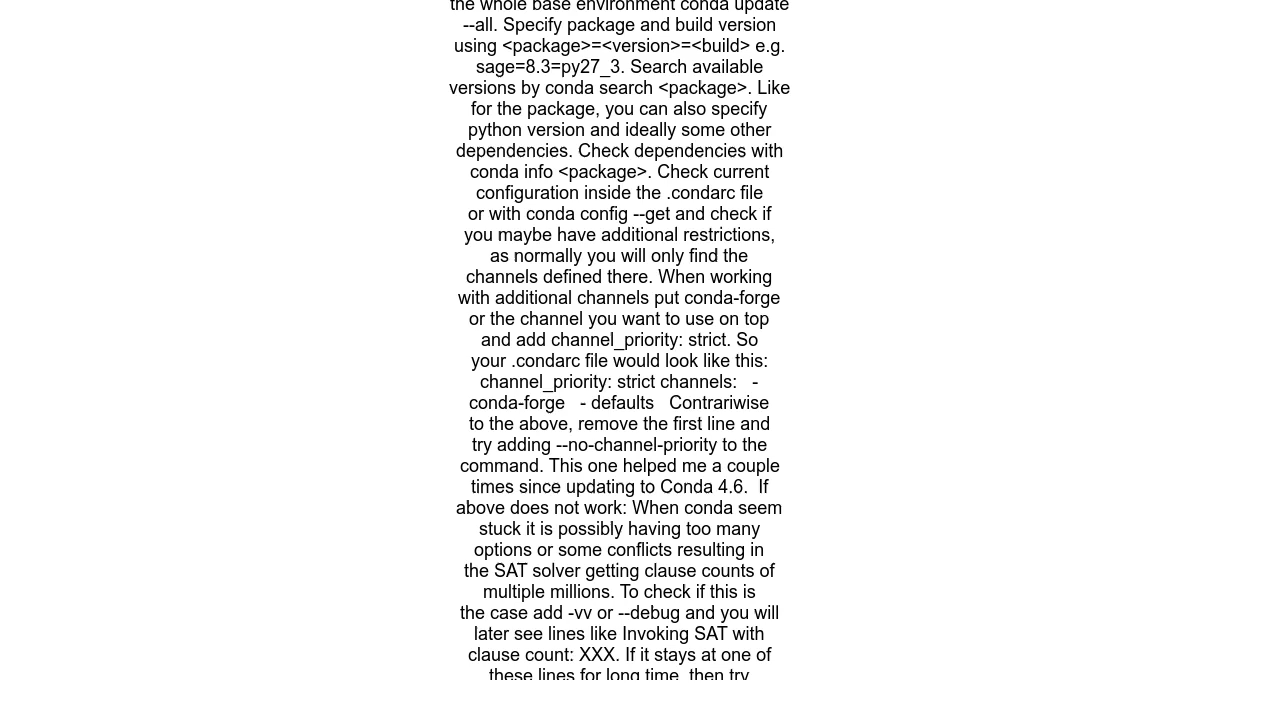 the whole base environment conda update
--all. Specify package and build version
using <package>=<version>=<build> e.g.
sage=8.3=py27_3. Search available
versions by conda search <package>. Like
for the package, you can also specify
python version and ideally some other
dependencies. Check dependencies with
conda info <package>. Check current
configuration inside the .condarc file
or with conda config --get and check if
you maybe have additional restrictions,
as normally you will only find the
channels defined there. When working
with additional channels put conda-forge
or the channel you want to use on top
and add channel_priority: strict. So
your .condarc file would look like this:
channel_priority: strict channels:   -
conda-forge   - defaults   Contrariwise
to the above, remove the first line and
try adding --no-channel-priority to the
command. This one helped me a couple
times since updating to Conda 4.6.  If
above does not work: When conda seem
stuck it is possibly having too many
options or some conflicts resulting in
the SAT solver getting clause counts of
multiple millions. To check if this is
the case add -vv or --debug and you will
later see lines like Invoking SAT with
clause count: XXX. If it stays at one of
these lines for long time, then try